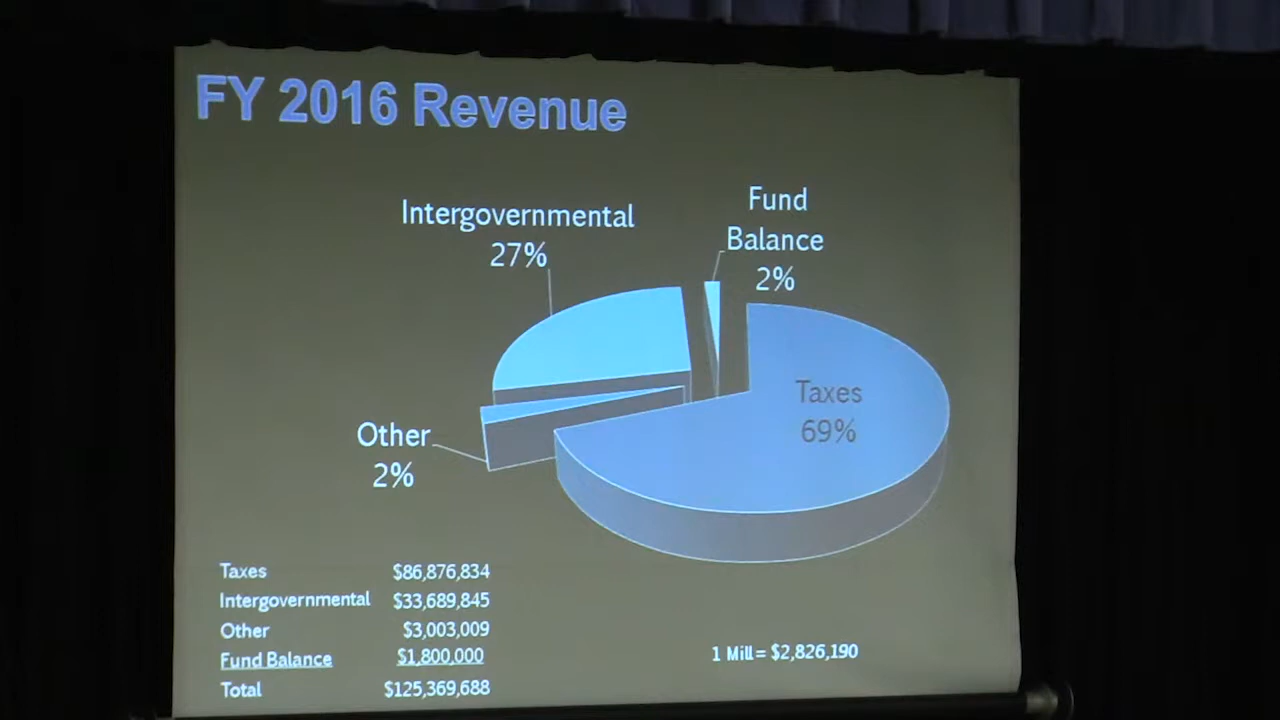 FY 2016 Revenue
Intergovernmental
27%
Fund
Balance
2%
Taxes
69%
Other
2%
Taxes $86,876,834
Intergovernmental $33,689,845
Other $3,003,009
Fund Balance $1,800,000
Total $125,369,688
1 Mill = $2,826,190